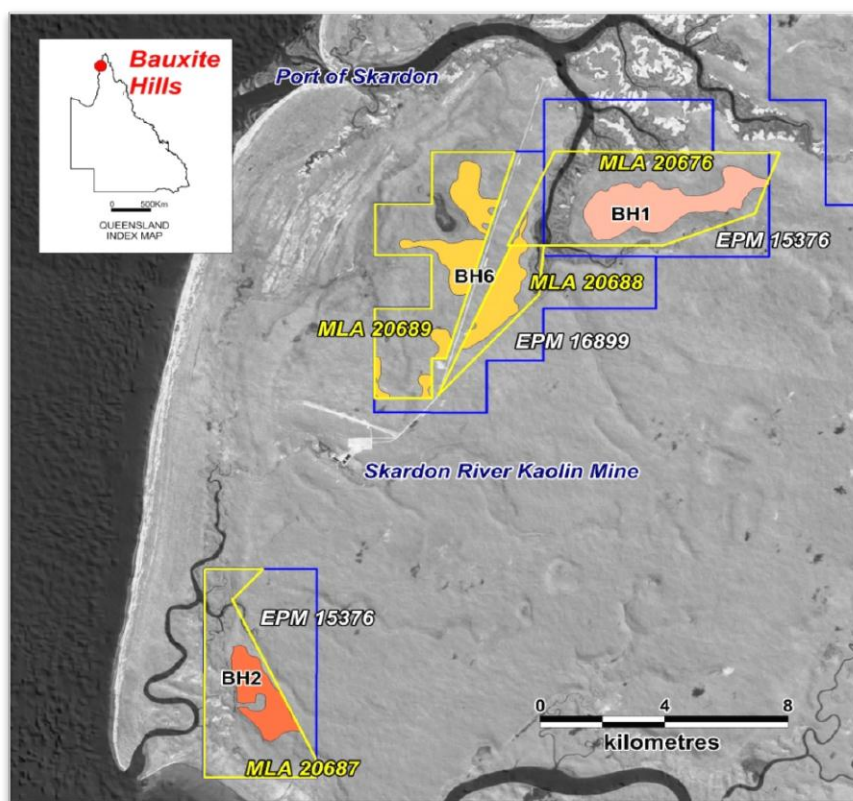 Bauxite
Hills
0 500Km
QUEENSLAND
INDEX MAP
Port of Skardon
MLA 20676
BH1
EPM 15376
BH6
MLA 20688
MLA 20689
EPM 16899
Skardon River Kaolin Mine
EPM 15376
BH2
MLA 20687
0 4 8
kilometres